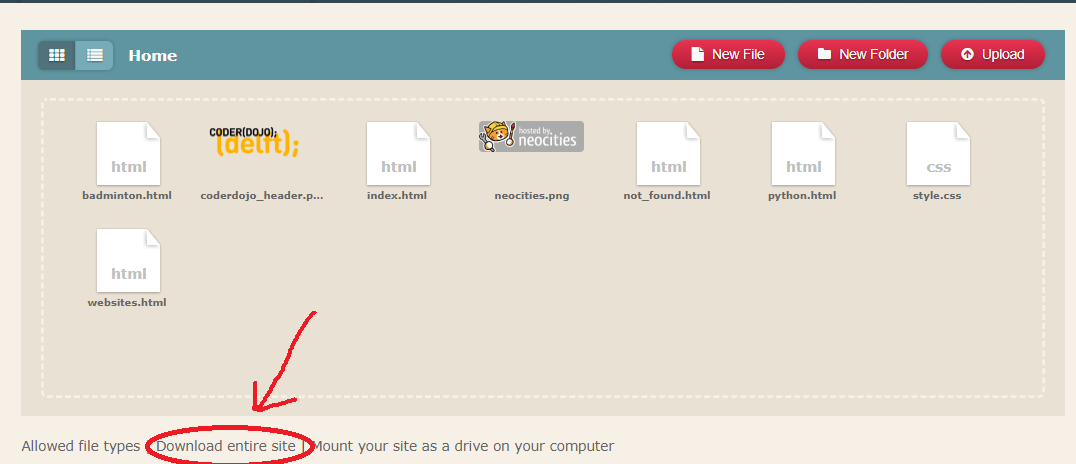 Home
New File
New Folder
Upload
html
CODER(DOJO);
(delft);
html
hosted by
neocities
html
html
css
badminton.html
coderdojo_header.p...
index.html
neocities.png
not_found.html
python.html
style.css
html
websites.html
Allowed file types | Download entire site | Mount your site as a drive on your computer